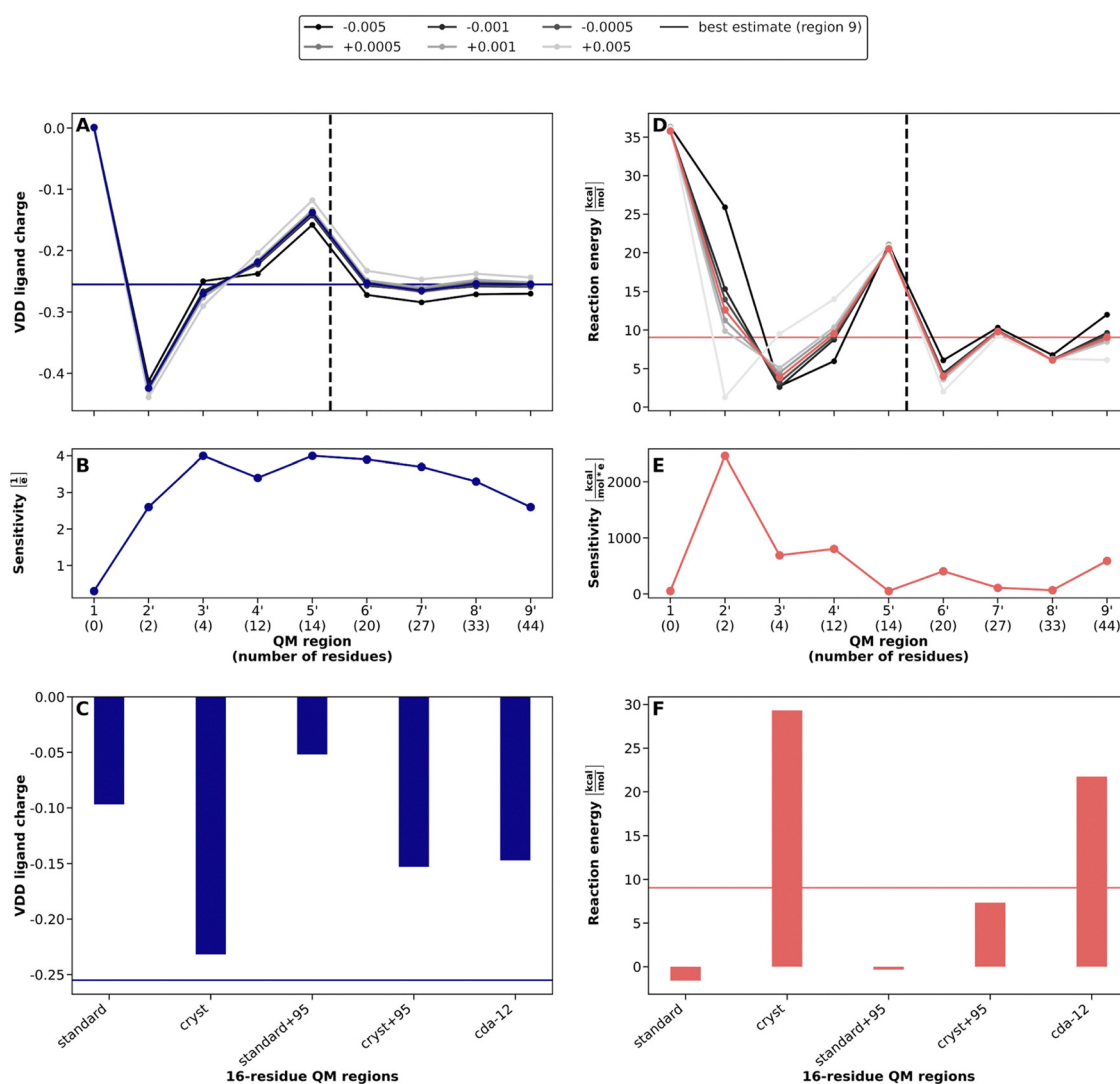 -0.005 -0.001 -0.0005 best estimate (region 9)
+0.0005 +0.001 +0.005
A
VDD ligand charge
0.0
-0.1
-0.2
-0.3
-0.4
D
Reaction energy [kcal/mol]
35
30
25
20
15
10
5
0
B
Sensitivity [1/e]
4
3
2
1
1 2' 3' 4' 5' 6' 7' 8' 9'
(0) (2) (4) (12) (14) (20) (27) (33) (44)
QM region
(number of residues)
E
Sensitivity [kcal/mol*e]
2000
1000
0
1 2' 3' 4' 5' 6' 7' 8' 9'
(0) (2) (4) (12) (14) (20) (27) (33) (44)
QM region
(number of residues)
C
VDD ligand charge
0.00
-0.05
-0.10
-0.15
-0.20
-0.25
standard cryst standard+95 cryst+95 cda-12
16-residue QM regions
F
Reaction energy [kcal/mol]
30
25
20
15
10
5
0
standard cryst standard+95 cryst+95 cda-12
16-residue QM regions